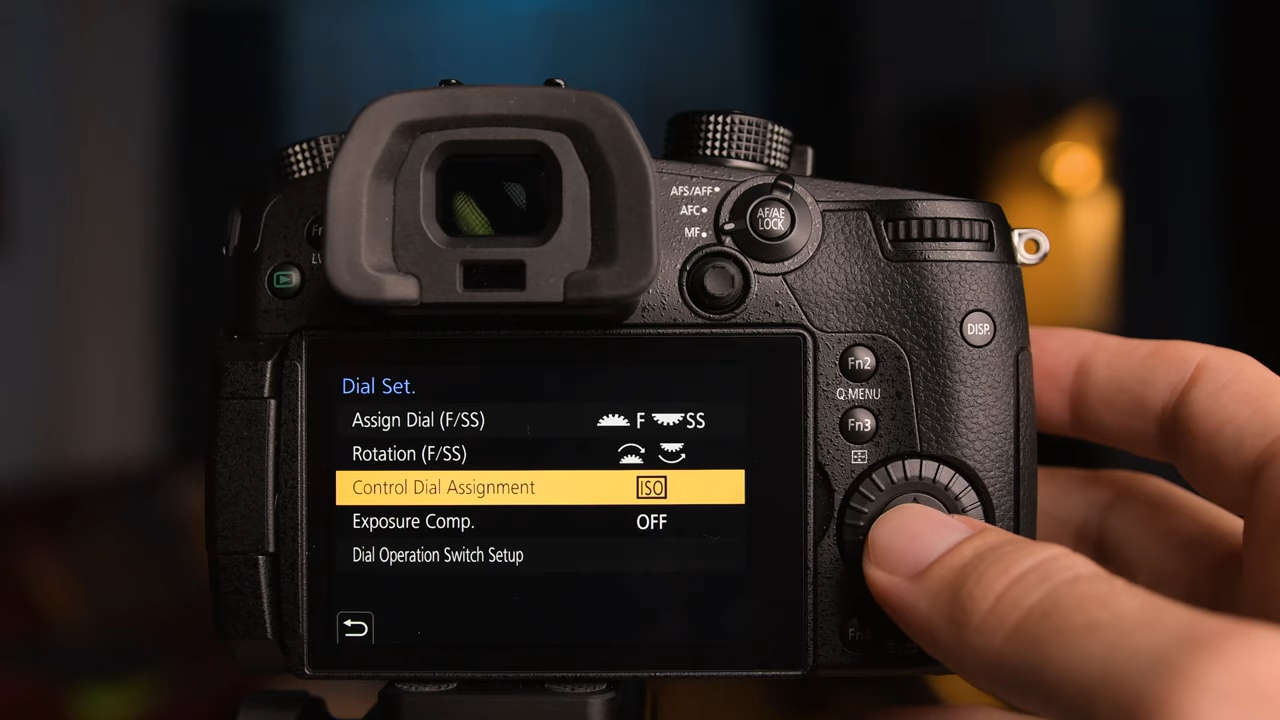 AFS/AFF
AFC
MF
AF/AE
LOCK
DISP.
Fn2
Q.MENU
Fn3
Dial Set.
Assign Dial (F/SS) F SS
Rotation (F/SS)
Control Dial Assignment ISO
Exposure Comp. OFF
Dial Operation Switch Setup